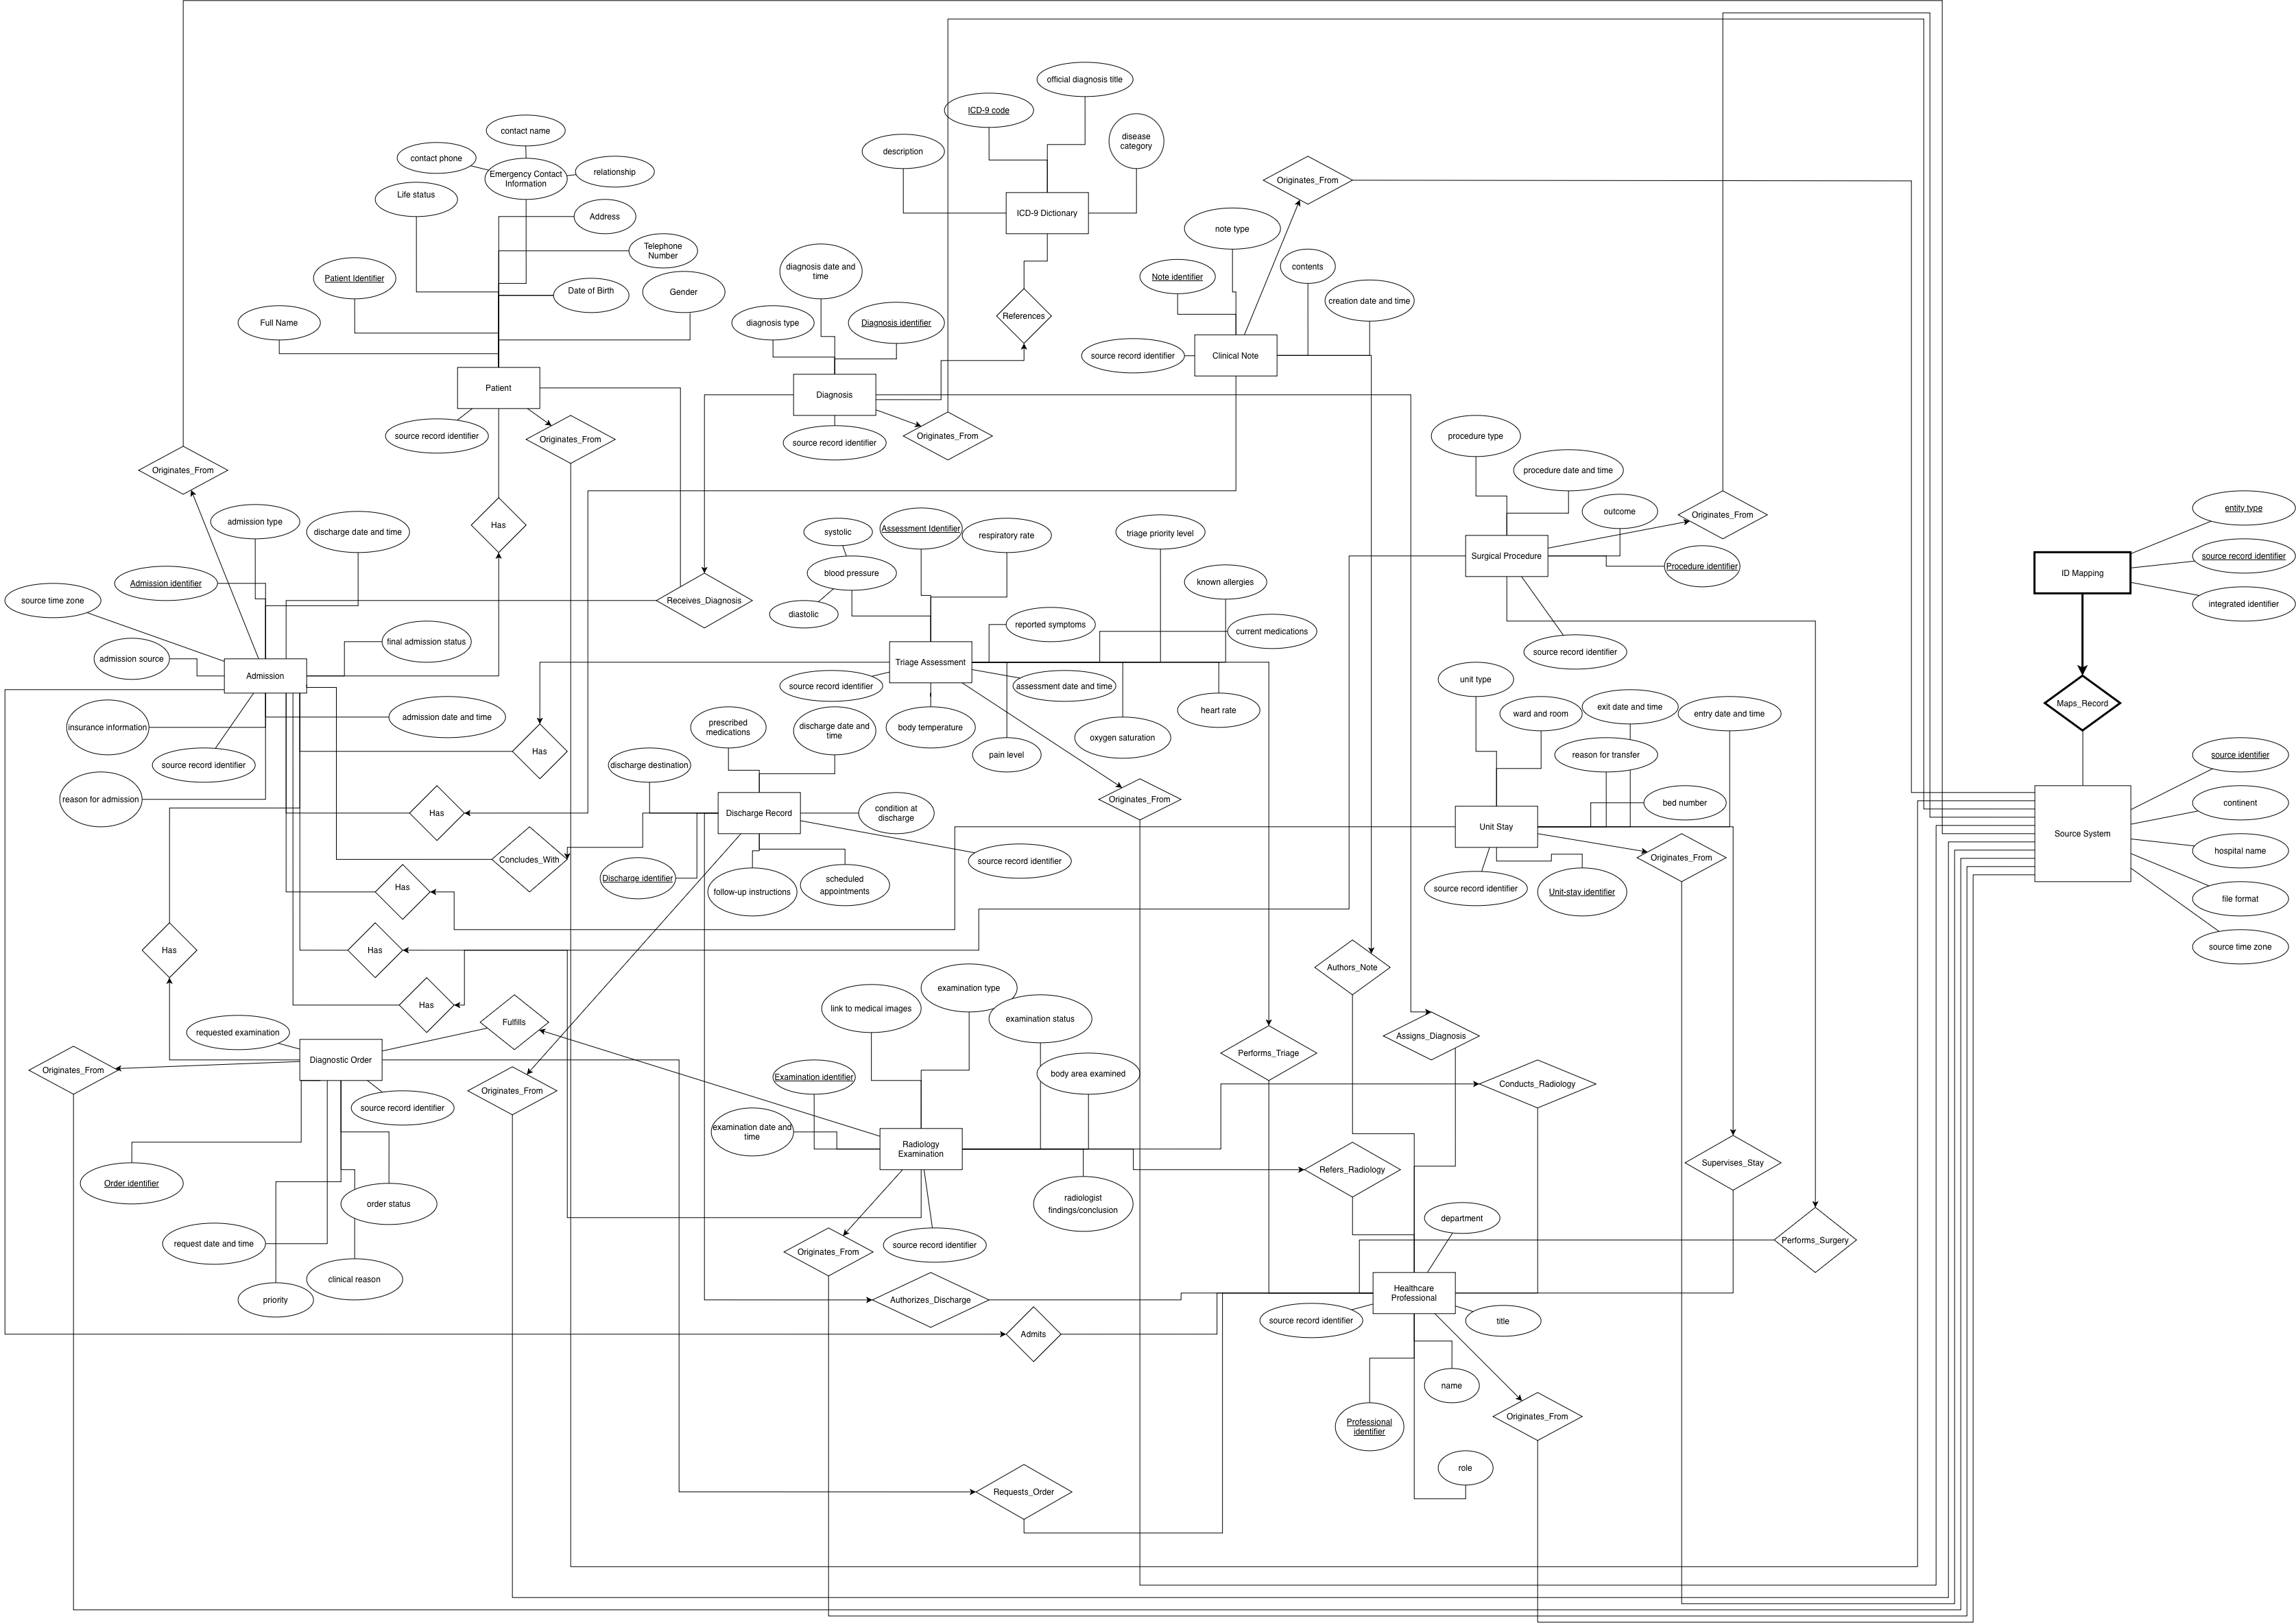 official diagnosis title
ICD-9 code
disease
category
description
ICD-9 Dictionary
References
contact name
contact phone
Emergency Contact
Information
relationship
Life status
Address
Telephone
Number
Patient Identifier
Date of Birth
Gender
Full Name
Patient
source record identifier
Originates_From
Has
diagnosis date and
time
diagnosis type
Diagnosis identifier
Diagnosis
source record identifier
Originates_From
Originates_From
note type
Note identifier
contents
creation date and time
source record identifier
Clinical Note
procedure type
procedure date and time
outcome
Originates_From
Surgical Procedure
Procedure identifier
source record identifier
entity type
source record identifier
ID Mapping
integrated identifier
Maps_Record
source identifier
continent
Source System
hospital name
file format
source time zone
Originates_From
admission type
discharge date and time
Admission identifier
source time zone
final admission status
admission source
Admission
admission date and time
insurance information
source record identifier
reason for admission
Receives_Diagnosis
systolic
Assessment Identifier
respiratory rate
triage priority level
blood pressure
known allergies
diastolic
reported symptoms
current medications
Triage Assessment
source record identifier
assessment date and time
body temperature
heart rate
oxygen saturation
pain level
Originates_From
unit type
ward and room
exit date and time
entry date and time
reason for transfer
bed number
Unit Stay
Originates_From
source record identifier
Unit-stay identifier
prescribed
medications
discharge date and
time
discharge destination
Discharge Record
condition at
discharge
source record identifier
Discharge identifier
follow-up instructions
scheduled
appointments
Has
Has
Concludes_With
Has
Has
Has
Has
Fulfills
requested examination
Diagnostic Order
Originates_From
source record identifier
Originates_From
Order identifier
order status
request date and time
clinical reason
priority
examination type
link to medical images
examination status
body area examined
Examination identifier
examination date and
time
Radiology
Examination
radiologist
findings/conclusion
source record identifier
Originates_From
Authors_Note
Assigns_Diagnosis
Performs_Triage
Conducts_Radiology
Refers_Radiology
Supervises_Stay
Performs_Surgery
department
Healthcare
Professional
source record identifier
title
name
Professional
identifier
Originates_From
role
Authorizes_Discharge
Admits
Requests_Order